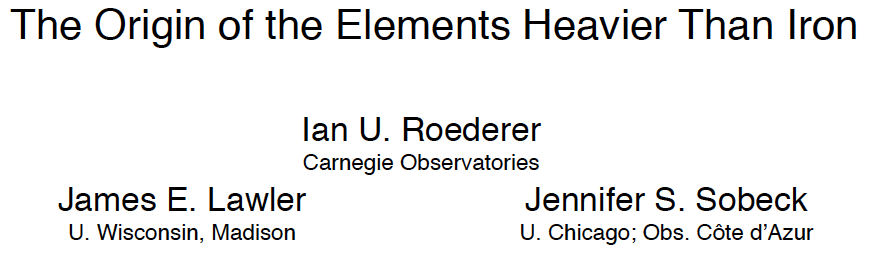 The Origin of the Elements Heavier Than Iron
Ian U. Roederer
Carnegie Observatories
James E. Lawler
U. Wisconsin, Madison
Jennifer S. Sobeck
U. Chicago; Obs. Côte d’Azur